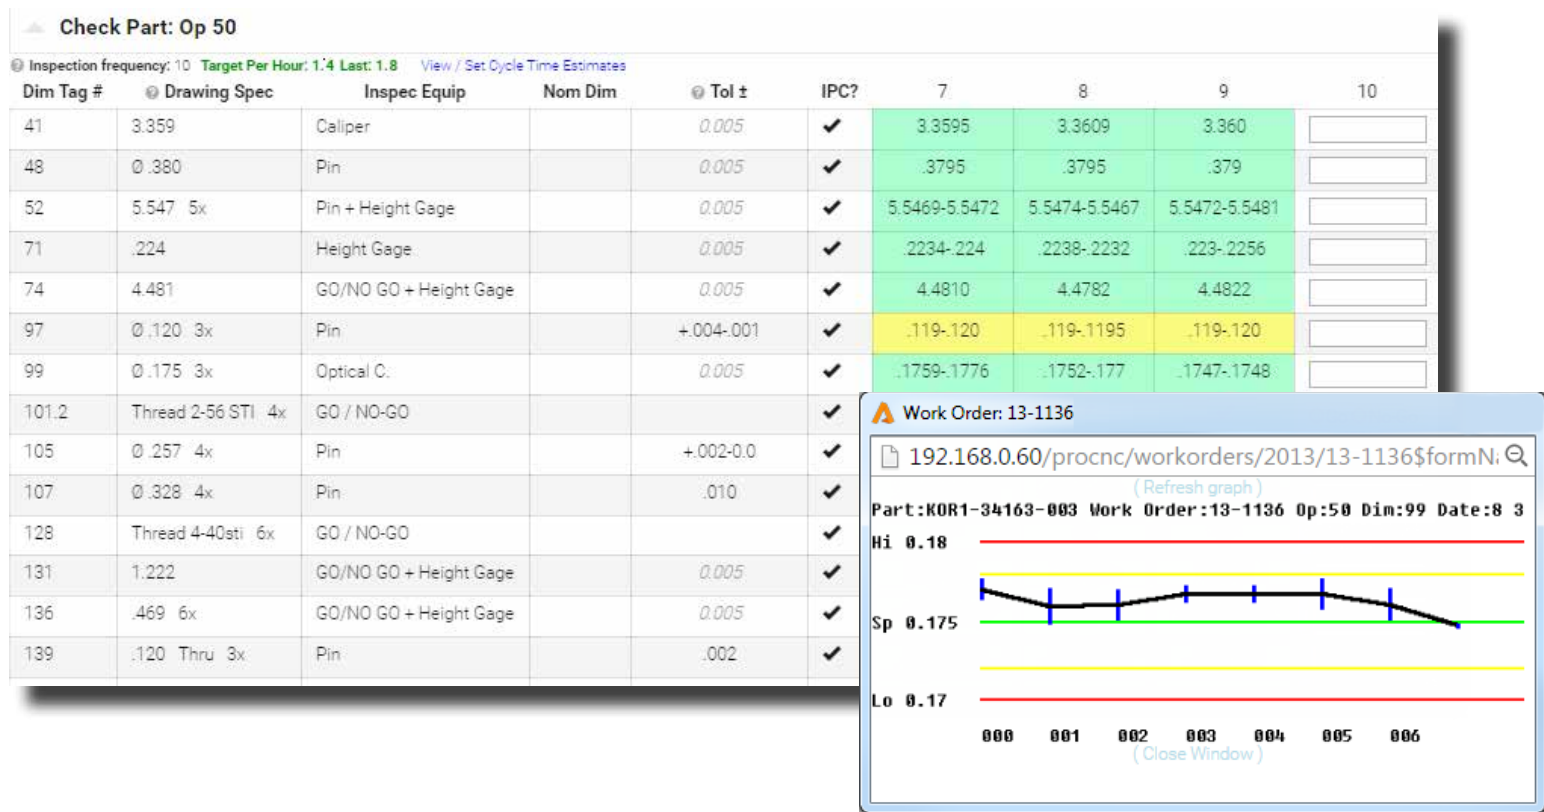 Check Part: Op 50
Inspection frequency: 10 Target Per Hour: 1.4 Last: 1.8 View / Set Cycle Time Estimates
Dim Tag # Drawing Spec Inspec Equip Nom Dim Tol ± IPC? 7 8 9 10
41 3.359 Caliper 0.005 ✔ 3.3595 3.3609 3.360
48 Ø .380 Pin 0.005 ✔ .3795 .3795 .379
52 5.547 5x Pin + Height Gage 0.005 ✔ 5.5469-5.5472 5.5474-5.5467 5.5472-5.5481
71 .224 Height Gage 0.005 ✔ .2234-.224 .2238-.2232 .223-.2256
74 4.481 GO/NO GO + Height Gage 0.005 ✔ 4.4810 4.4782 4.4822
97 Ø .120 3x Pin +.004-.001 ✔ .119-.120 .119-.1195 .119-.120
99 Ø .175 3x Optical C. 0.005 ✔ .1759-.1776 .1752-.177 .1747-.1748
101.2 Thread 2-56 STI 4x GO / NO-GO ✔
105 Ø .257 4x Pin +.002-0.0 ✔
107 Ø .328 4x Pin .010 ✔
128 Thread 4-40sti 6x GO / NO-GO ✔
131 1.222 GO/NO GO + Height Gage 0.005 ✔
136 .469 6x GO/NO GO + Height Gage 0.005 ✔
139 .120 Thru 3x Pin .002 ✔
Work Order: 13-1136
192.168.0.60/procnc/workorders/2013/13-1136$formN
( Refresh graph )
Part:KOR1-34163-003 Work Order:13-1136 Op:50 Dim:99 Date:8 3
Hi 0.18
Sp 0.175
Lo 0.17
000 001 002 003 004 005 006
( Close Window )